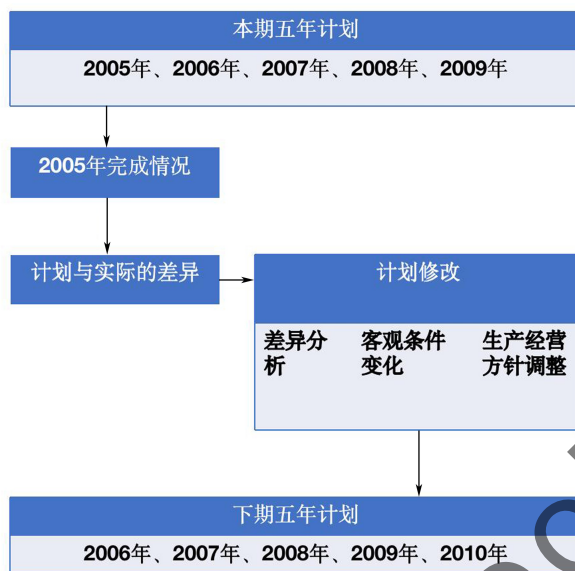 本期五年计划
2005年、2006年、2007年、2008年、2009年
2005年完成情况
计划与实际的差异
计划修改
差异分
析
客观条件
变化
生产经营
方针调整
下期五年计划
2006年、2007年、2008年、2009年、2010年